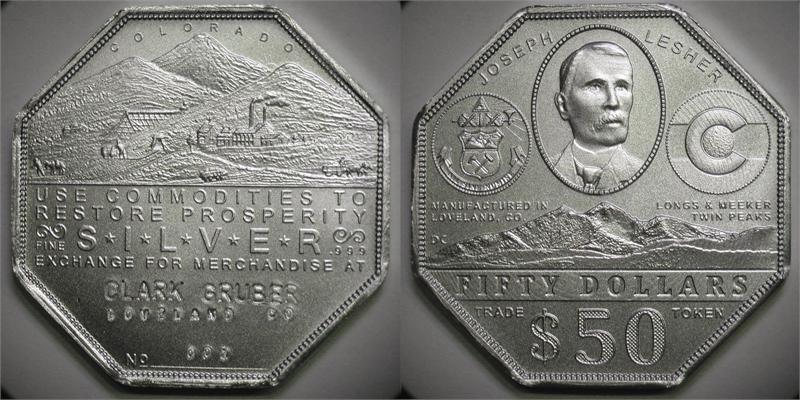 COLORADO
USE COMMODITIES TO
RESTORE PROSPERITY
FINE S★I★L★V★E★R .999
EXCHANGE FOR MERCHANDISE AT
CLARK GRUBER
LOVELAND CO
No
JOSEPH LESHER
C
MANUFACTURED IN
LOVELAND, CO
LONGS & MEEKER
TWIN PEAKS
DC
FIFTY DOLLARS
TRADE TOKEN
$50